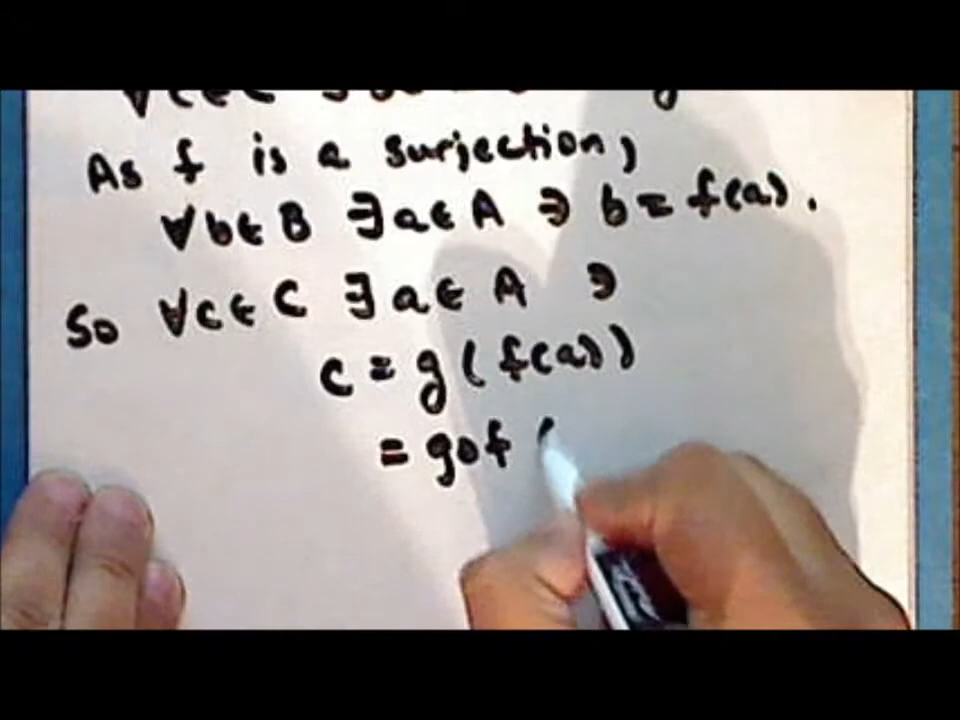 As f is a surjection,
∀b∈B ∃a∈A ∋ b = f(a).
So ∀c∈C ∃a∈A ∋
c = g(f(a))
= gof (